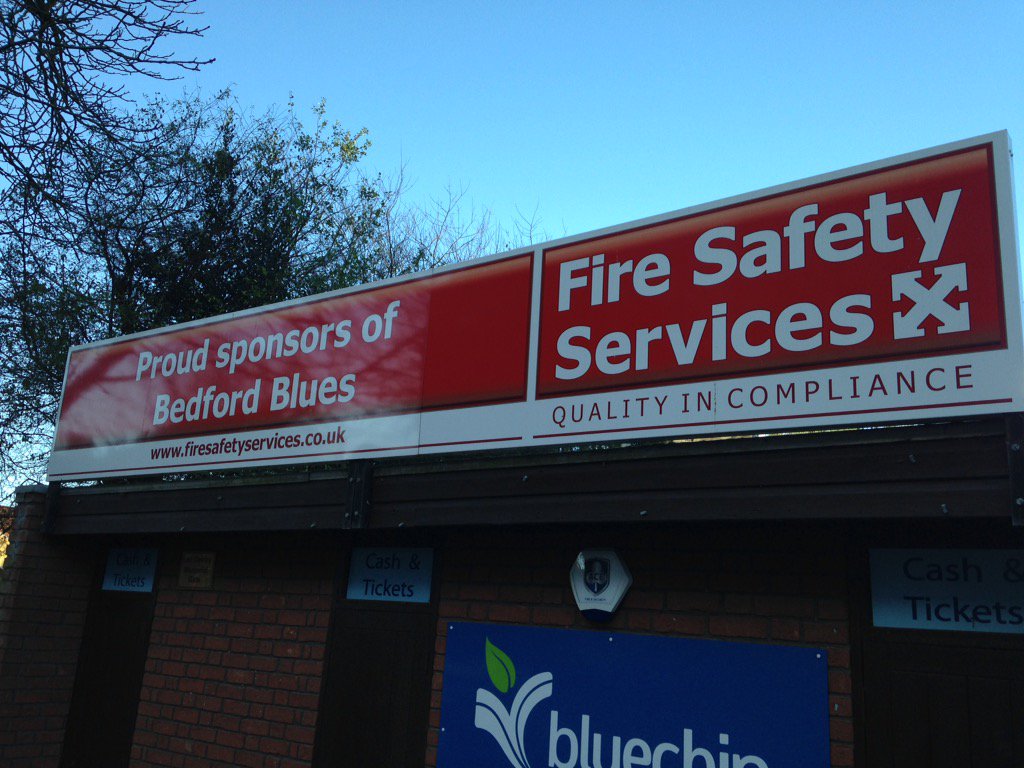 Proud sponsors of
Bedford Blues
www.firesafetyservices.co.uk
Fire Safety
Services
QUALITY IN COMPLIANCE
Cash &
Tickets
Cash &
Tickets
Cash &
Tickets
bluechip